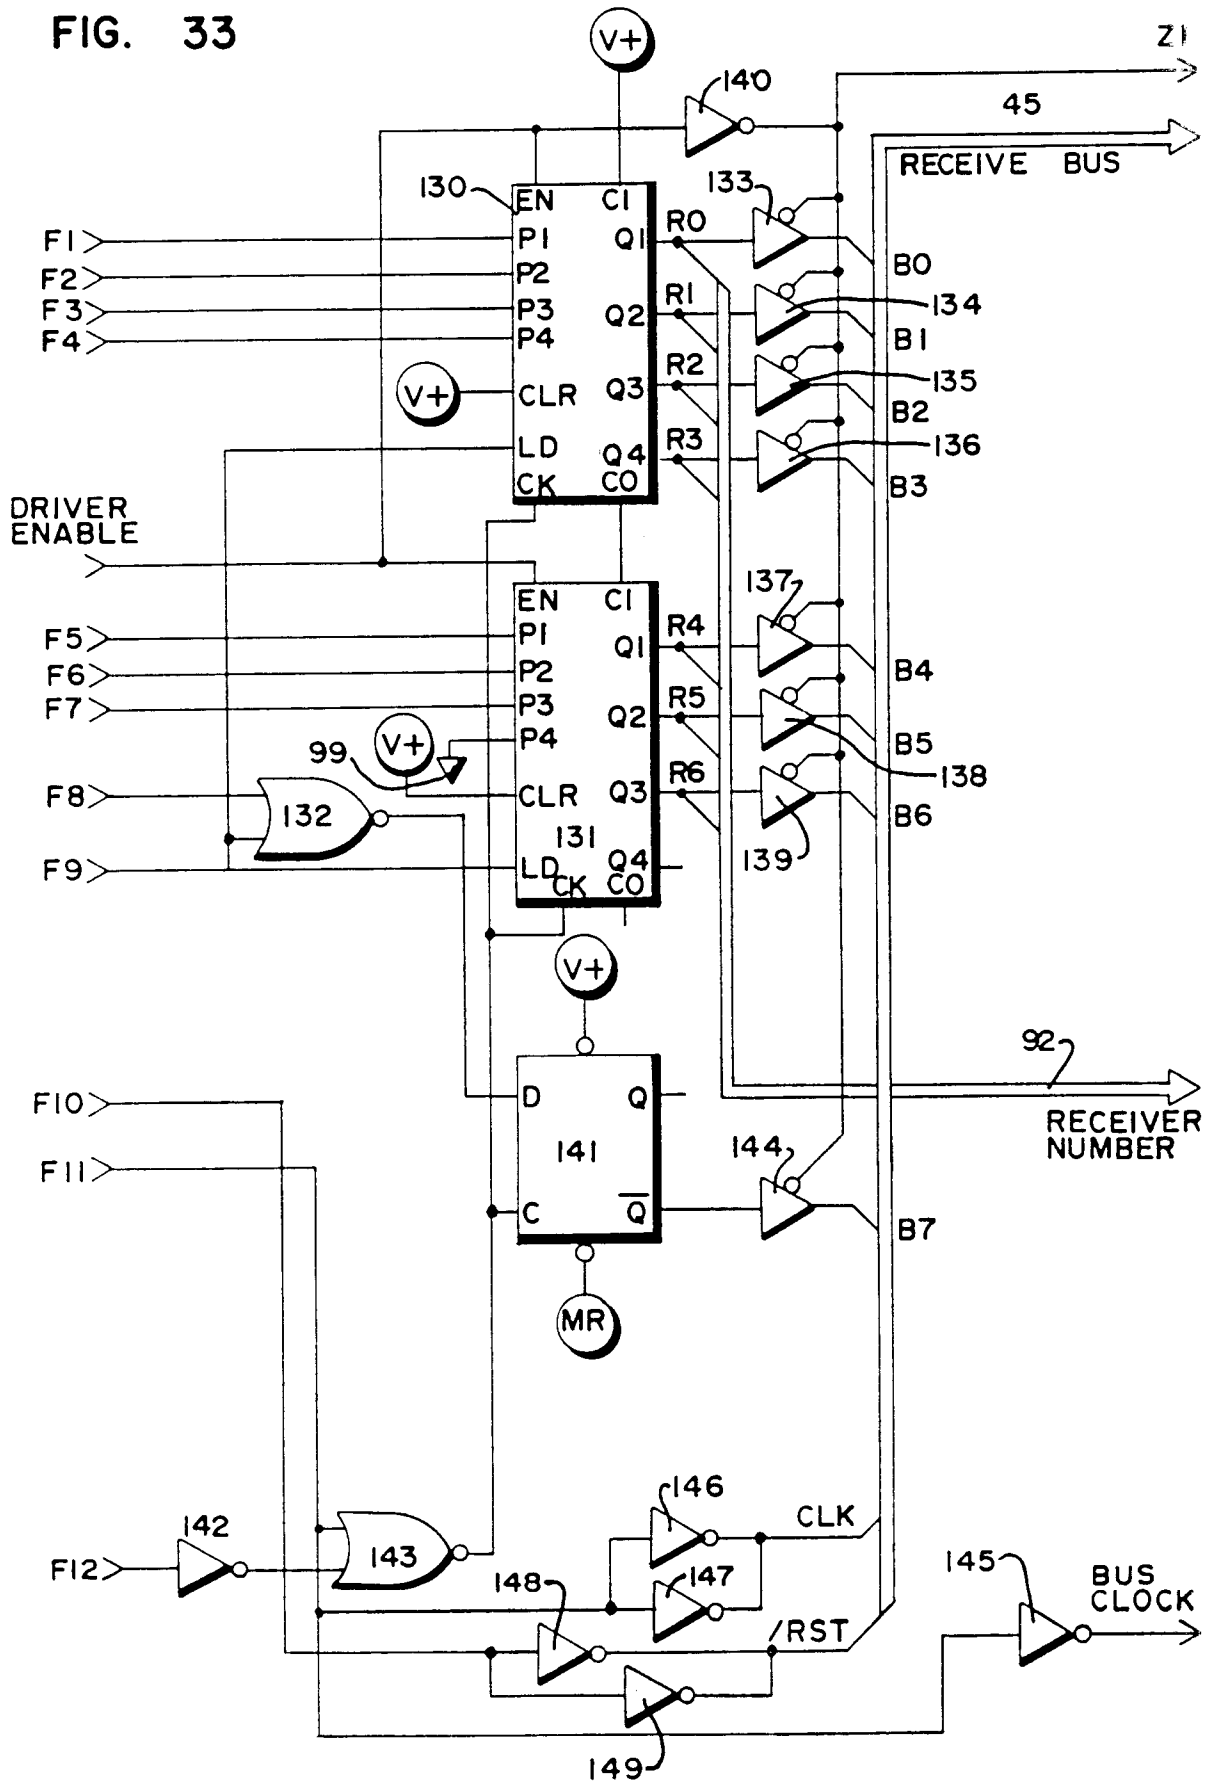 FIG. 33
V+
Z1
140
45
RECEIVE BUS
130
EN
C1
133
F1
P1
Q1
R0
B0
F2
P2
F3
P3
Q2
R1
134
F4
P4
B1
V+
CLR
Q3
R2
135
B2
LD
Q4
R3
136
CK
CO
B3
DRIVER
ENABLE
EN
C1
137
F5
P1
Q1
R4
F6
P2
B4
F7
P3
Q2
R5
V+
P4
B5
99
138
F8
CLR
Q3
R6
B6
132
131
139
F9
LD
Q4
CK
CO
V+
92
F10
D
Q
RECEIVER
NUMBER
141
144
F11
C
Q
B7
MR
146
CLK
142
143
F12
147
148
145
BUS
CLOCK
/RST
149